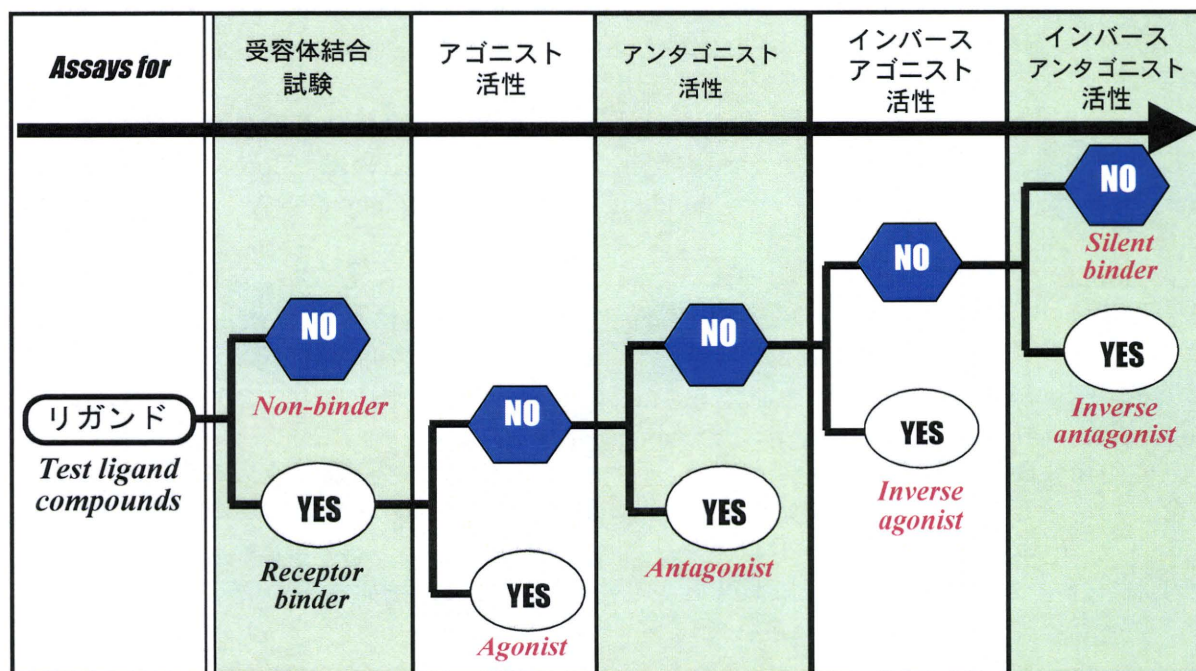 Assays for
受容体結合
試験
アゴニスト
活性
アンタゴニスト
活性
インバース
アゴニスト
活性
インバース
アンタゴニスト
活性
NO
Silent
binder
NO
NO
NO
YES
Non-binder
NO
Inverse
antagonist
リガンド
YES
Test ligand
compounds
Inverse
agonist
YES
YES
Receptor
binder
Antagonist
YES
Agonist